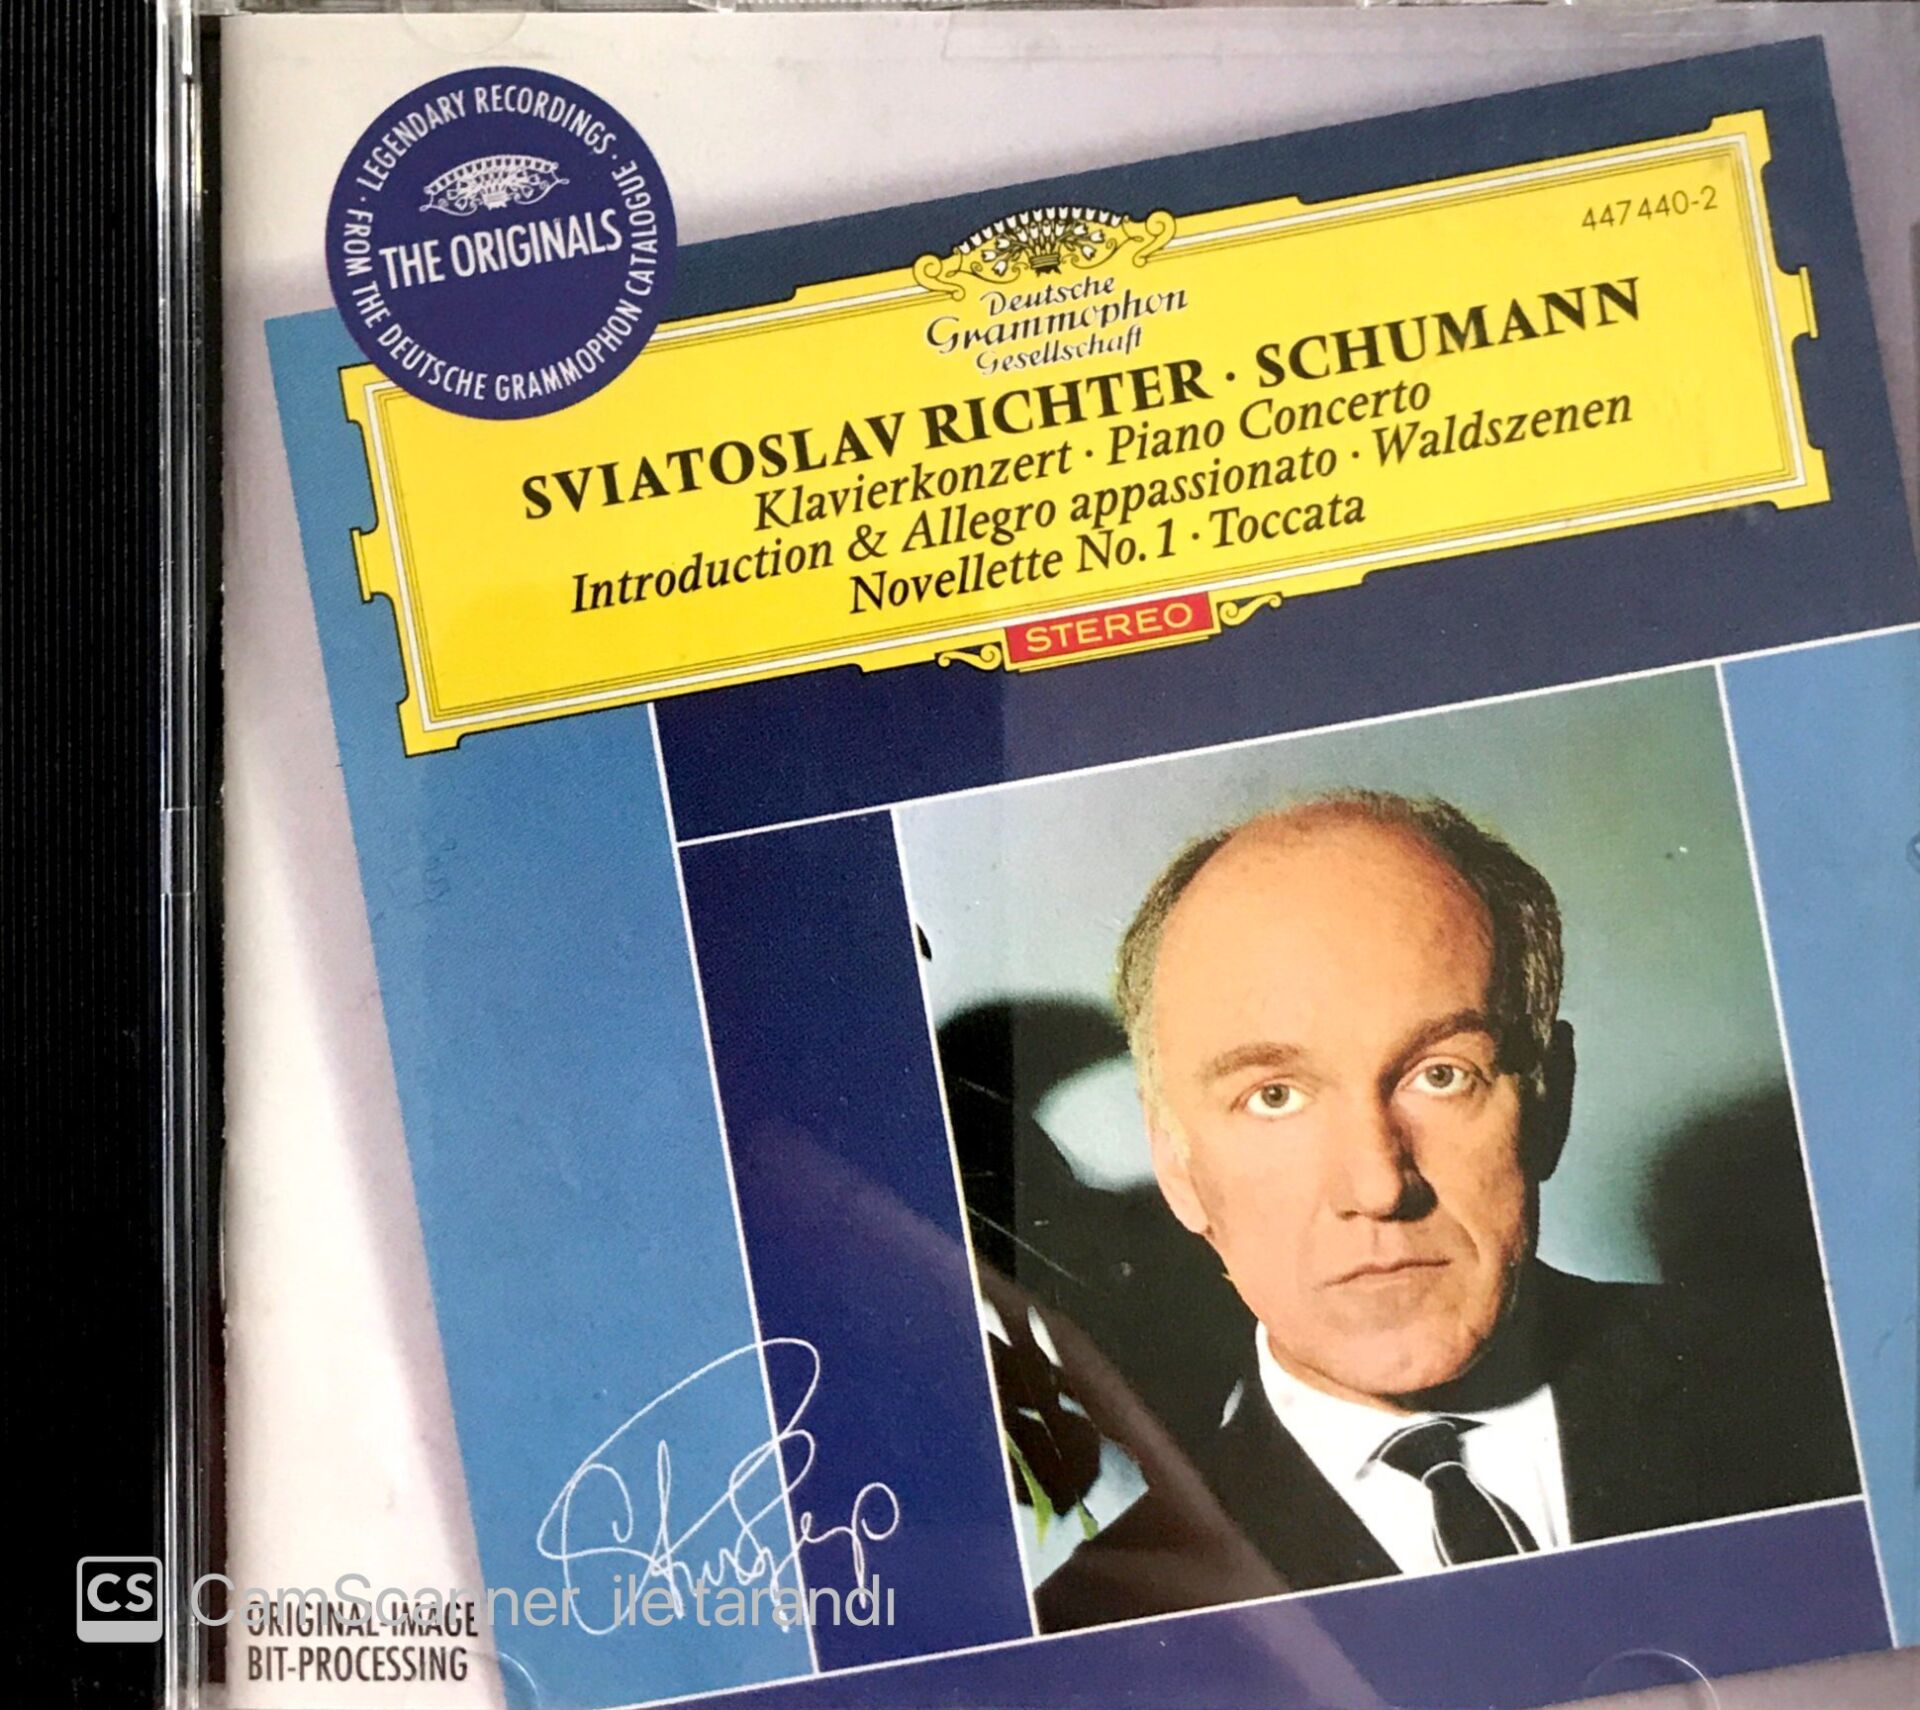 · LEGENDARY RECORDINGS ·
FROM THE DEUTSCHE GRAMMOPHON CATALOGUE
THE ORIGINALS
447 440-2
Deutsche
Grammophon
Gesellschaft
SVIATOSLAV RICHTER · SCHUMANN
Klavierkonzert · Piano Concerto
Introduction & Allegro appassionato · Waldszenen
Novellette No. 1 · Toccata
STEREO
CS CamScanner ile tarandı
ORIGINAL-IMAGE
BIT-PROCESSING